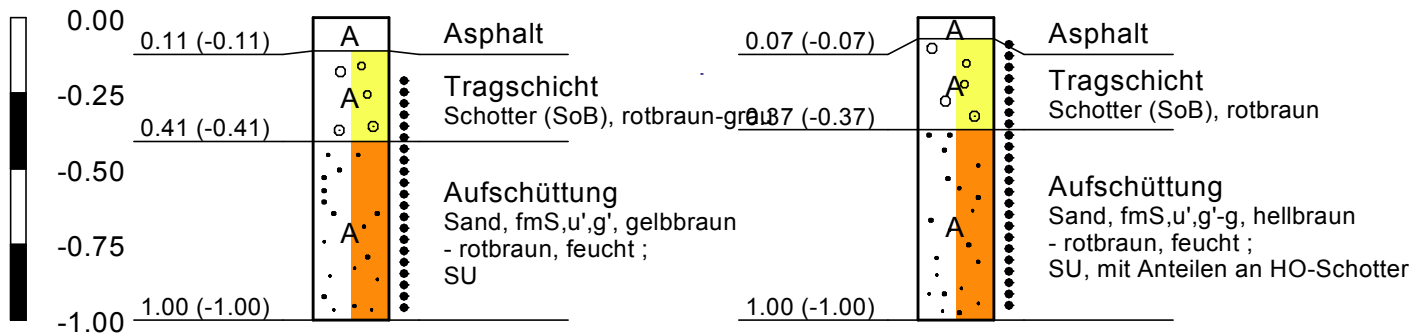 0.00
-0.25
-0.50
-0.75
-1.00
0.11 (-0.11)
A
Asphalt
A
Tragschicht
Schotter (SoB), rotbraun-grau
0.41 (-0.41)
A
Aufschüttung
Sand, fmS,u',g', gelbbraun
- rotbraun, feucht ;
SU
1.00 (-1.00)
0.07 (-0.07)
A
Asphalt
A
Tragschicht
Schotter (SoB), rotbraun
0.37 (-0.37)
A
Aufschüttung
Sand, fmS,u',g'-g, hellbraun
- rotbraun, feucht ;
SU, mit Anteilen an HO-Schotter
1.00 (-1.00)